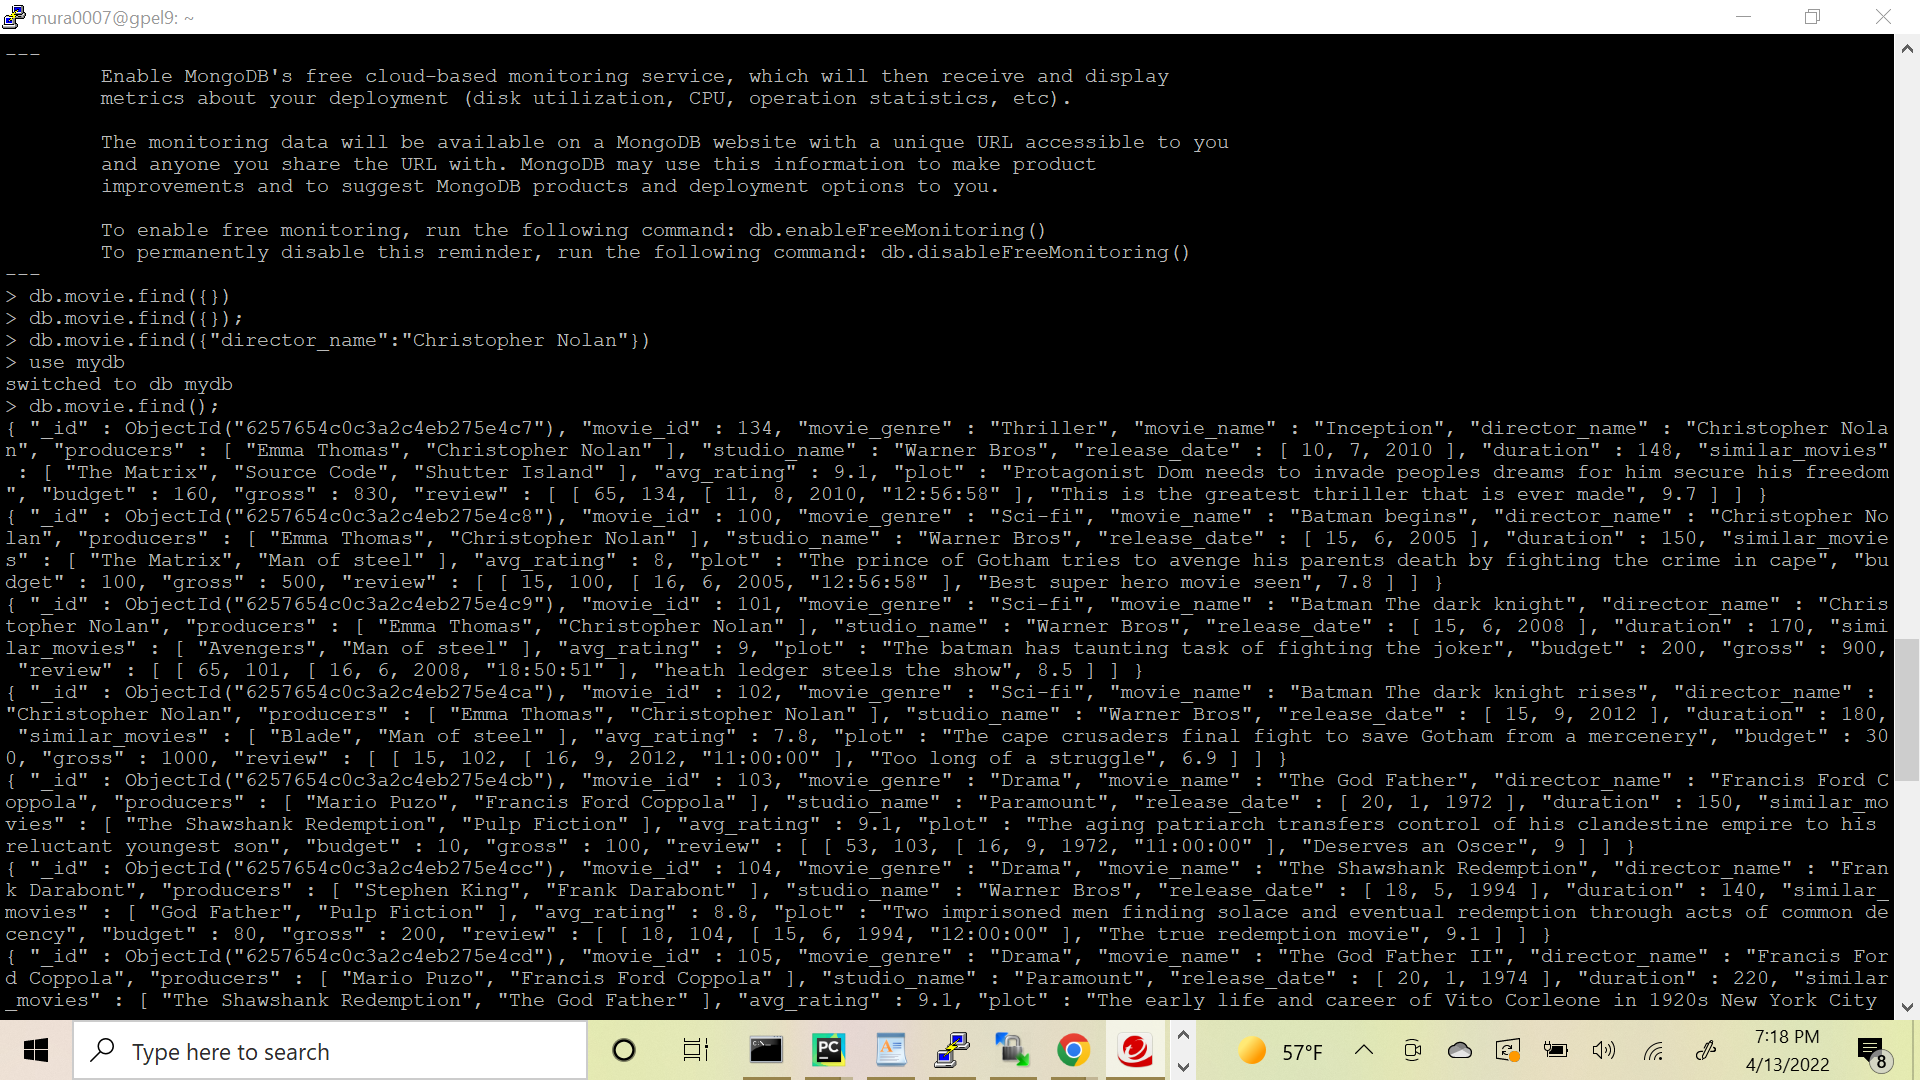 mura0007@gpel9: ~
---
Enable MongoDB's free cloud-based monitoring service, which will then receive and display
metrics about your deployment (disk utilization, CPU, operation statistics, etc).
The monitoring data will be available on a MongoDB website with a unique URL accessible to you
and anyone you share the URL with. MongoDB may use this information to make product
improvements and to suggest MongoDB products and deployment options to you.
To enable free monitoring, run the following command: db.enableFreeMonitoring()
To permanently disable this reminder, run the following command: db.disableFreeMonitoring()
---
> db.movie.find({})
> db.movie.find({});
> db.movie.find({"director_name":"Christopher Nolan"})
> use mydb
switched to db mydb
> db.movie.find();
{ "_id" : ObjectId("6257654c0c3a2c4eb275e4c7"), "movie_id" : 134, "movie_genre" : "Thriller", "movie_name" : "Inception", "director_name" : "Christopher Nola
n", "producers" : [ "Emma Thomas", "Christopher Nolan" ], "studio_name" : "Warner Bros", "release_date" : [ 10, 7, 2010 ], "duration" : 148, "similar_movies"
: [ "The Matrix", "Source Code", "Shutter Island" ], "avg_rating" : 9.1, "plot" : "Protagonist Dom needs to invade peoples dreams for him secure his freedom
", "budget" : 160, "gross" : 830, "review" : [ [ 65, 134, [ 11, 8, 2010, "12:56:58" ], "This is the greatest thriller that is ever made", 9.7 ] ] }
{ "_id" : ObjectId("6257654c0c3a2c4eb275e4c8"), "movie_id" : 100, "movie_genre" : "Sci-fi", "movie_name" : "Batman begins", "director_name" : "Christopher No
lan", "producers" : [ "Emma Thomas", "Christopher Nolan" ], "studio_name" : "Warner Bros", "release_date" : [ 15, 6, 2005 ], "duration" : 150, "similar_movie
s" : [ "The Matrix", "Man of steel" ], "avg_rating" : 8, "plot" : "The prince of Gotham tries to avenge his parents death by fighting the crime in cape", "bu
dget" : 100, "gross" : 500, "review" : [ [ 15, 100, [ 16, 6, 2005, "12:56:58" ], "Best super hero movie seen", 7.8 ] ] }
{ "_id" : ObjectId("6257654c0c3a2c4eb275e4c9"), "movie_id" : 101, "movie_genre" : "Sci-fi", "movie_name" : "Batman The dark knight", "director_name" : "Chris
topher Nolan", "producers" : [ "Emma Thomas", "Christopher Nolan" ], "studio_name" : "Warner Bros", "release_date" : [ 15, 6, 2008 ], "duration" : 170, "simi
lar_movies" : [ "Avengers", "Man of steel" ], "avg_rating" : 9, "plot" : "The batman has taunting task of fighting the joker", "budget" : 200, "gross" : 900,
"review" : [ [ 65, 101, [ 16, 6, 2008, "18:50:51" ], "heath ledger steels the show", 8.5 ] ] }
{ "_id" : ObjectId("6257654c0c3a2c4eb275e4ca"), "movie_id" : 102, "movie_genre" : "Sci-fi", "movie_name" : "Batman The dark knight rises", "director_name" :
"Christopher Nolan", "producers" : [ "Emma Thomas", "Christopher Nolan" ], "studio_name" : "Warner Bros", "release_date" : [ 15, 9, 2012 ], "duration" : 180,
"similar_movies" : [ "Blade", "Man of steel" ], "avg_rating" : 7.8, "plot" : "The cape crusaders final fight to save Gotham from a mercenery", "budget" : 30
0, "gross" : 1000, "review" : [ [ 15, 102, [ 16, 9, 2012, "11:00:00" ], "Too long of a struggle", 6.9 ] ] }
{ "_id" : ObjectId("6257654c0c3a2c4eb275e4cb"), "movie_id" : 103, "movie_genre" : "Drama", "movie_name" : "The God Father", "director_name" : "Francis Ford C
oppola", "producers" : [ "Mario Puzo", "Francis Ford Coppola" ], "studio_name" : "Paramount", "release_date" : [ 20, 1, 1972 ], "duration" : 150, "similar_mo
vies" : [ "The Shawshank Redemption", "Pulp Fiction" ], "avg_rating" : 9.1, "plot" : "The aging patriarch transfers control of his clandestine empire to his
reluctant youngest son", "budget" : 10, "gross" : 100, "review" : [ [ 53, 103, [ 16, 9, 1972, "11:00:00" ], "Deserves an Oscer", 9 ] ] }
{ "_id" : ObjectId("6257654c0c3a2c4eb275e4cc"), "movie_id" : 104, "movie_genre" : "Drama", "movie_name" : "The Shawshank Redemption", "director_name" : "Fran
k Darabont", "producers" : [ "Stephen King", "Frank Darabont" ], "studio_name" : "Warner Bros", "release_date" : [ 18, 5, 1994 ], "duration" : 140, "similar_
movies" : [ "God Father", "Pulp Fiction" ], "avg_rating" : 8.8, "plot" : "Two imprisoned men finding solace and eventual redemption through acts of common de
cency", "budget" : 80, "gross" : 200, "review" : [ [ 18, 104, [ 15, 6, 1994, "12:00:00" ], "The true redemption movie", 9.1 ] ] }
{ "_id" : ObjectId("6257654c0c3a2c4eb275e4cd"), "movie_id" : 105, "movie_genre" : "Drama", "movie_name" : "The God Father II", "director_name" : "Francis For
d Coppola", "producers" : [ "Mario Puzo", "Francis Ford Coppola" ], "studio_name" : "Paramount", "release_date" : [ 20, 1, 1974 ], "duration" : 220, "similar
_movies" : [ "The Shawshank Redemption", "The God Father" ], "avg_rating" : 9.1, "plot" : "The early life and career of Vito Corleone in 1920s New York City
Type here to search
PC
57°F
7:18 PM
4/13/2022
8